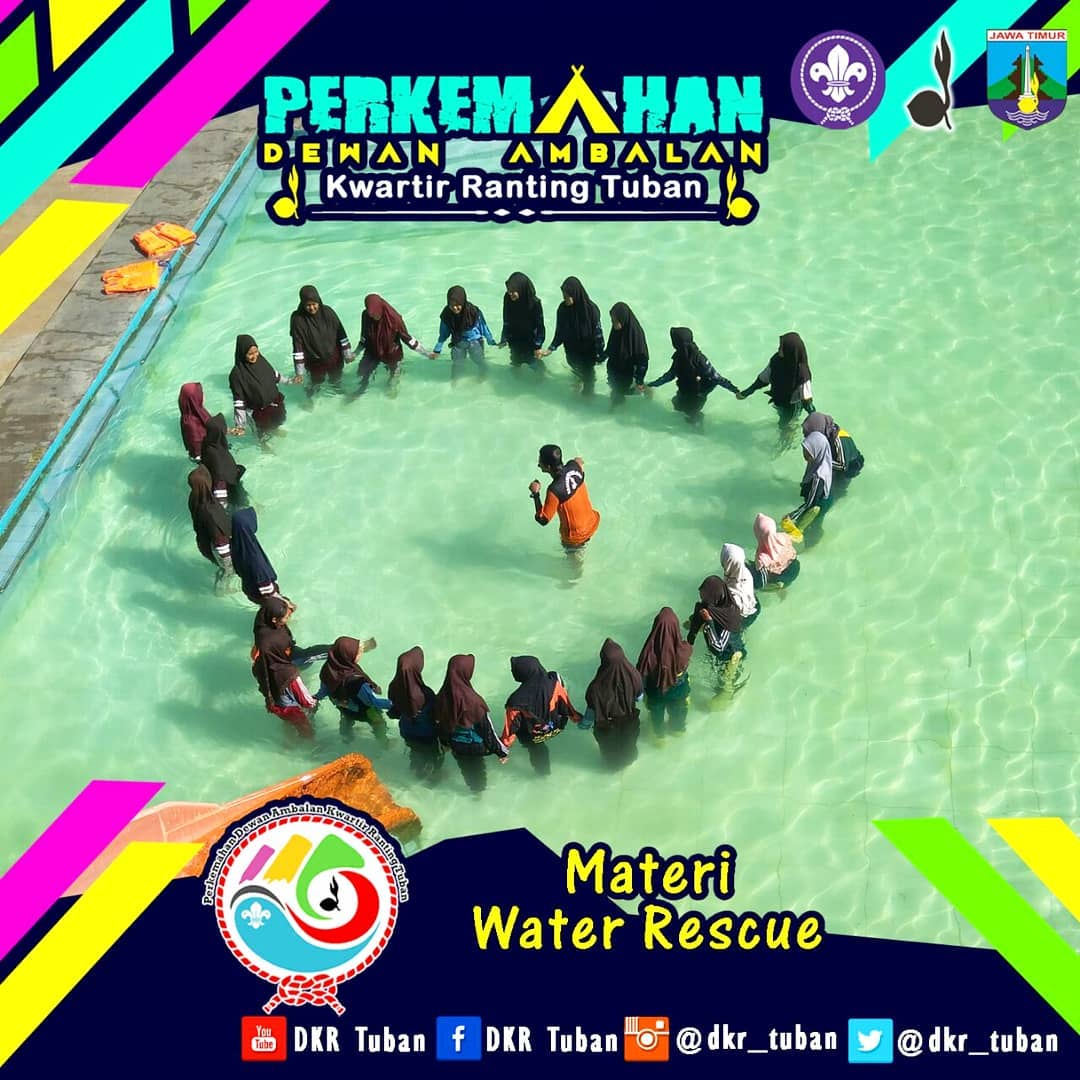 JAWA TIMUR
PERKEMAHAN
DEWAN AMBALAN
Kwartir Ranting Tuban
Perkemahan Dewan Ambalan Kwartir Ranting Tuban
Materi
Water Rescue
You Tube DKR Tuban f DKR Tuban @dkr_tuban @dkr_tuban